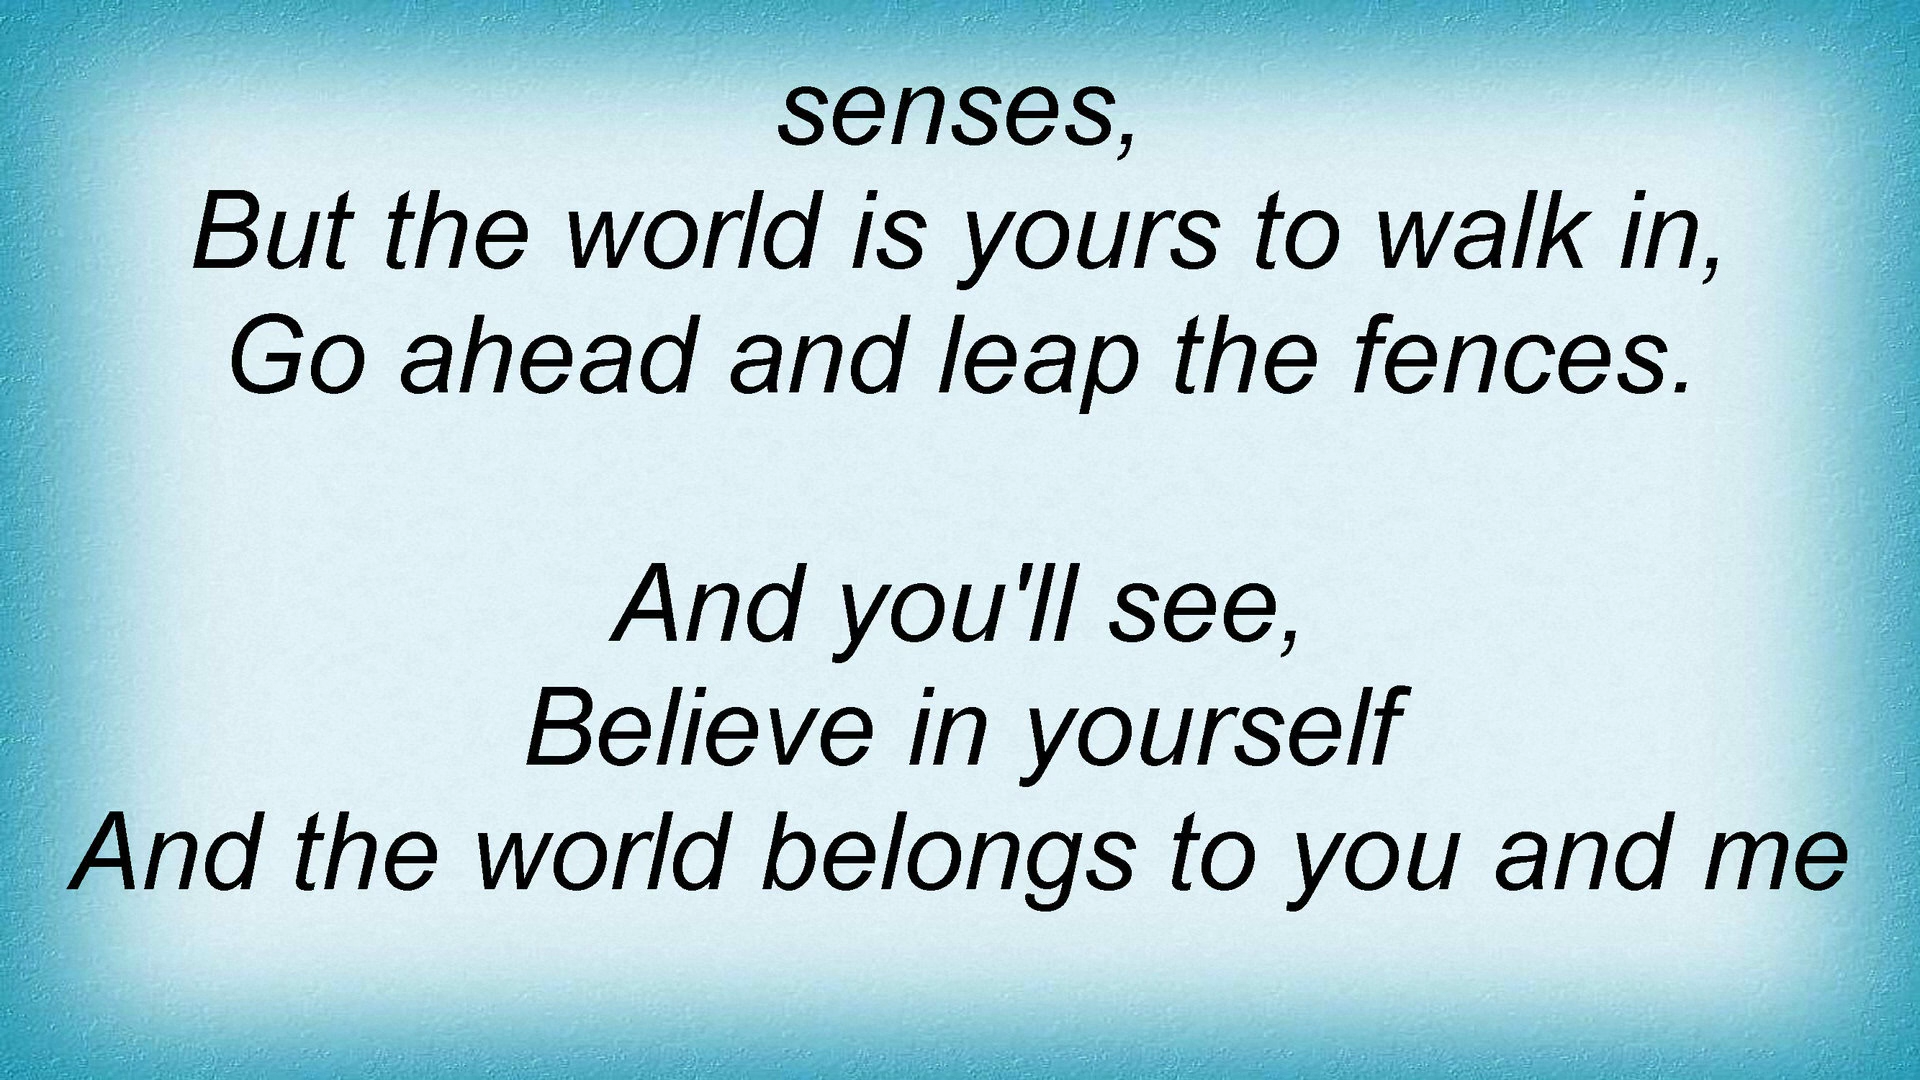 senses,
But the world is yours to walk in,
Go ahead and leap the fences.
And you'll see,
Believe in yourself
And the world belongs to you and me